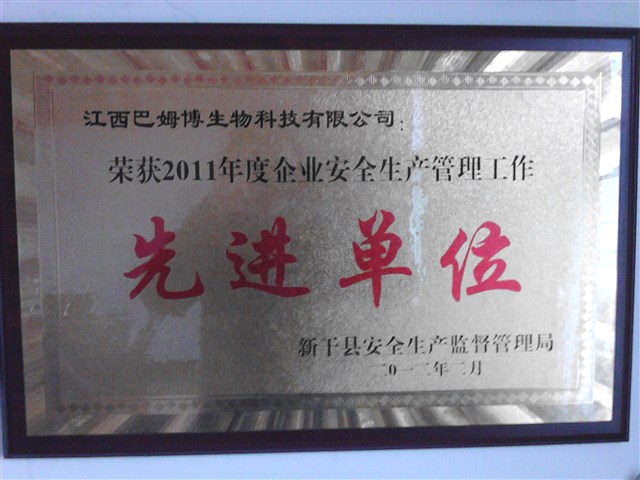 江西巴姆博生物科技有限公司：
荣获2011年度企业安全生产管理工作
先进单位
新干县安全生产监督管理局
二0一二年二月